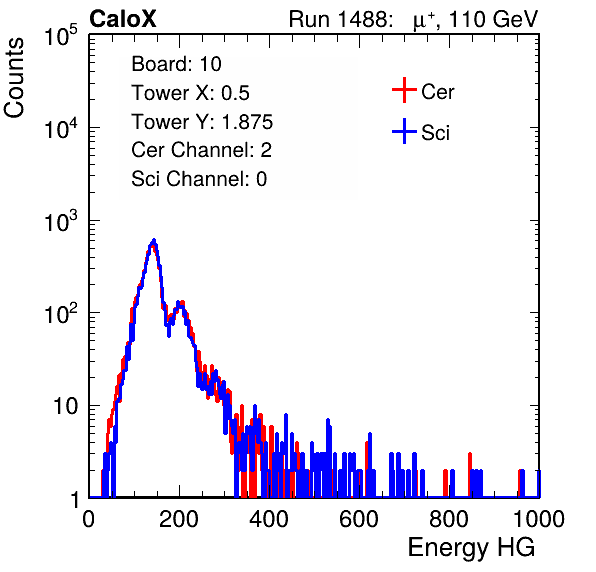 CaloX Run 1488: μ⁺, 110 GeV
Board: 10
Tower X: 0.5
Tower Y: 1.875
Cer Channel: 2
Sci Channel: 0
Cer
Sci
Counts
10⁵
10⁴
10³
10²
10
1
0 200 400 600 800 1000
Energy HG